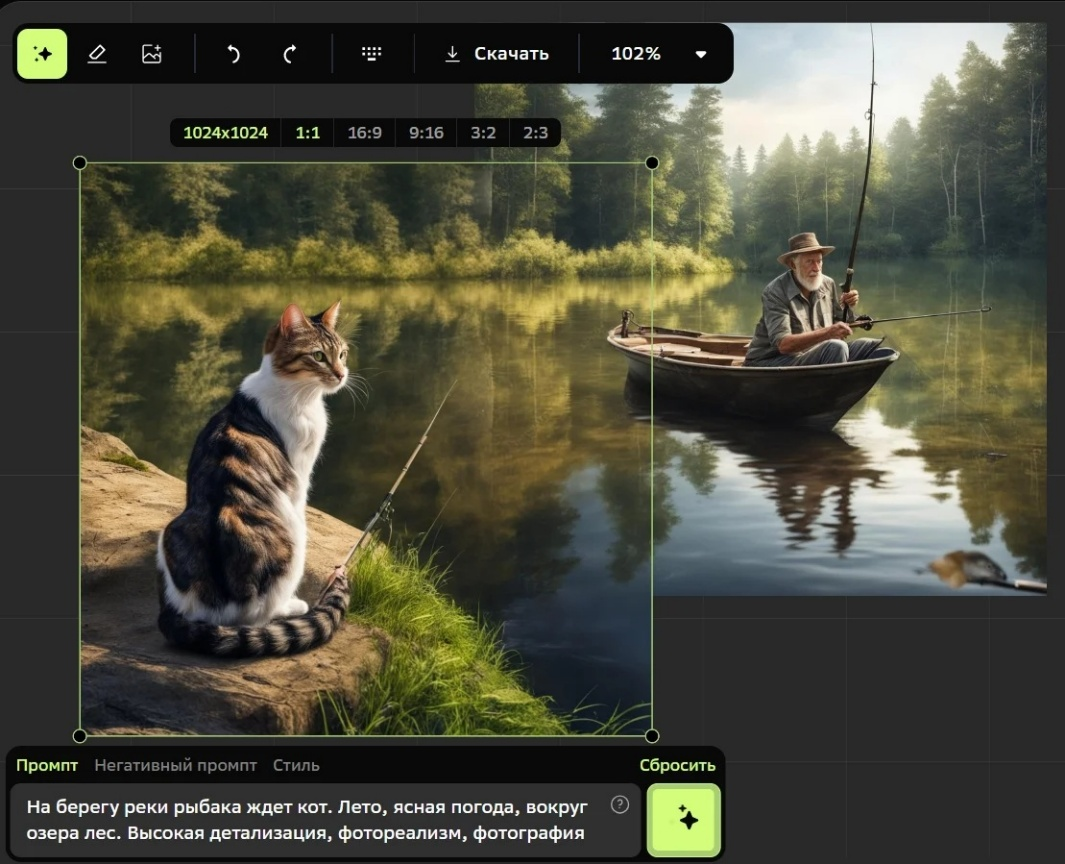 Скачать 102%
1024x1024 1:1 16:9 9:16 3:2 2:3
Промпт Негативный промпт Стиль Сбросить
На берегу реки рыбака ждет кот. Лето, ясная погода, вокруг
озера лес. Высокая детализация, фотореализм, фотография